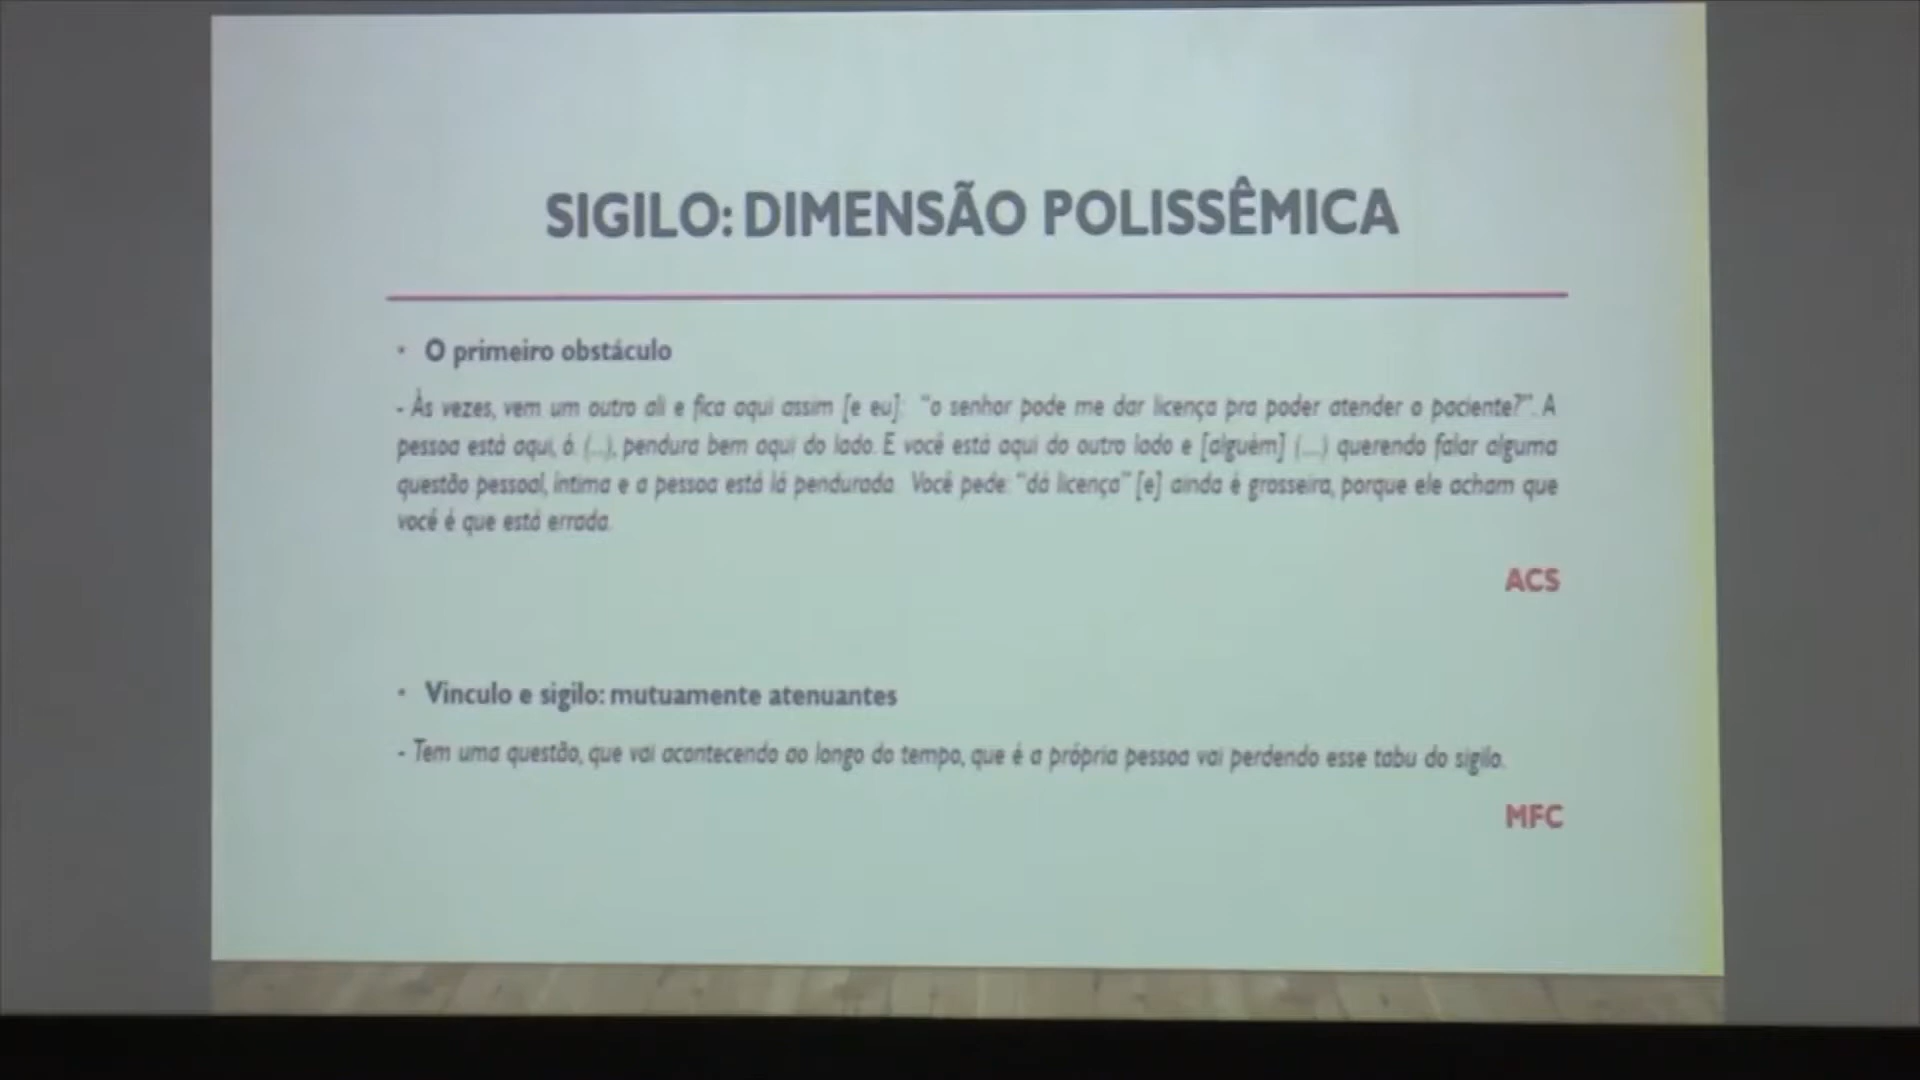 SIGILO: DIMENSÃO POLISSÊMICA
• O primeiro obstáculo
- Às vezes, vem um outro ali e fica aqui assim [e eu]: "o senhor pode me dar licença pra poder atender o paciente?". A
pessoa está aqui, ó (...), pendura bem aqui do lado. E você está aqui do outro lado e [alguém] (...) querendo falar alguma
questão pessoal, íntima e a pessoa está lá pendurada. Você pede: "dá licença" [e] ainda é grosseira, porque ele acham que
você é que está errada.
ACS
• Vinculo e sigilo: mutuamente atenuantes
- Tem uma questão, que vai acontecendo ao longo do tempo, que é a própria pessoa vai perdendo esse tabu do sigilo.
MFC